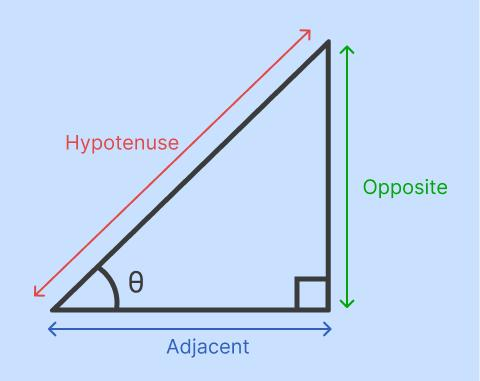 Hypotenuse
Opposite
θ
Adjacent